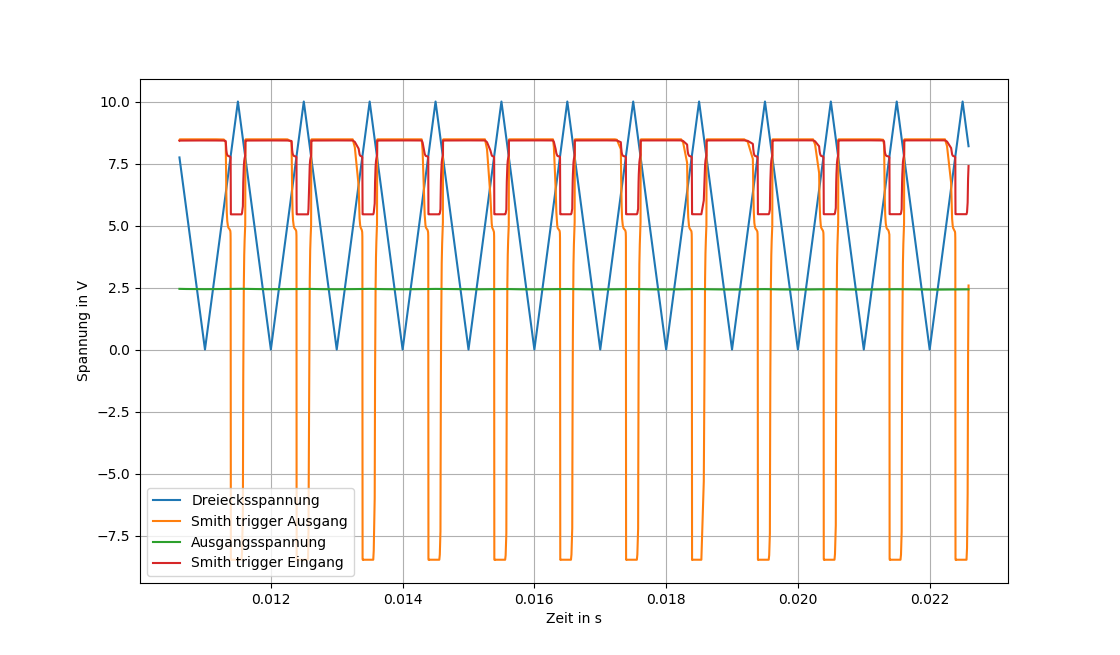 10.0
7.5
5.0
2.5
0.0
−2.5
−5.0
−7.5
Spannung in V
Dreiecksspannung
Smith trigger Ausgang
Ausgangsspannung
Smith trigger Eingang
0.012 0.014 0.016 0.018 0.020 0.022
Zeit in s